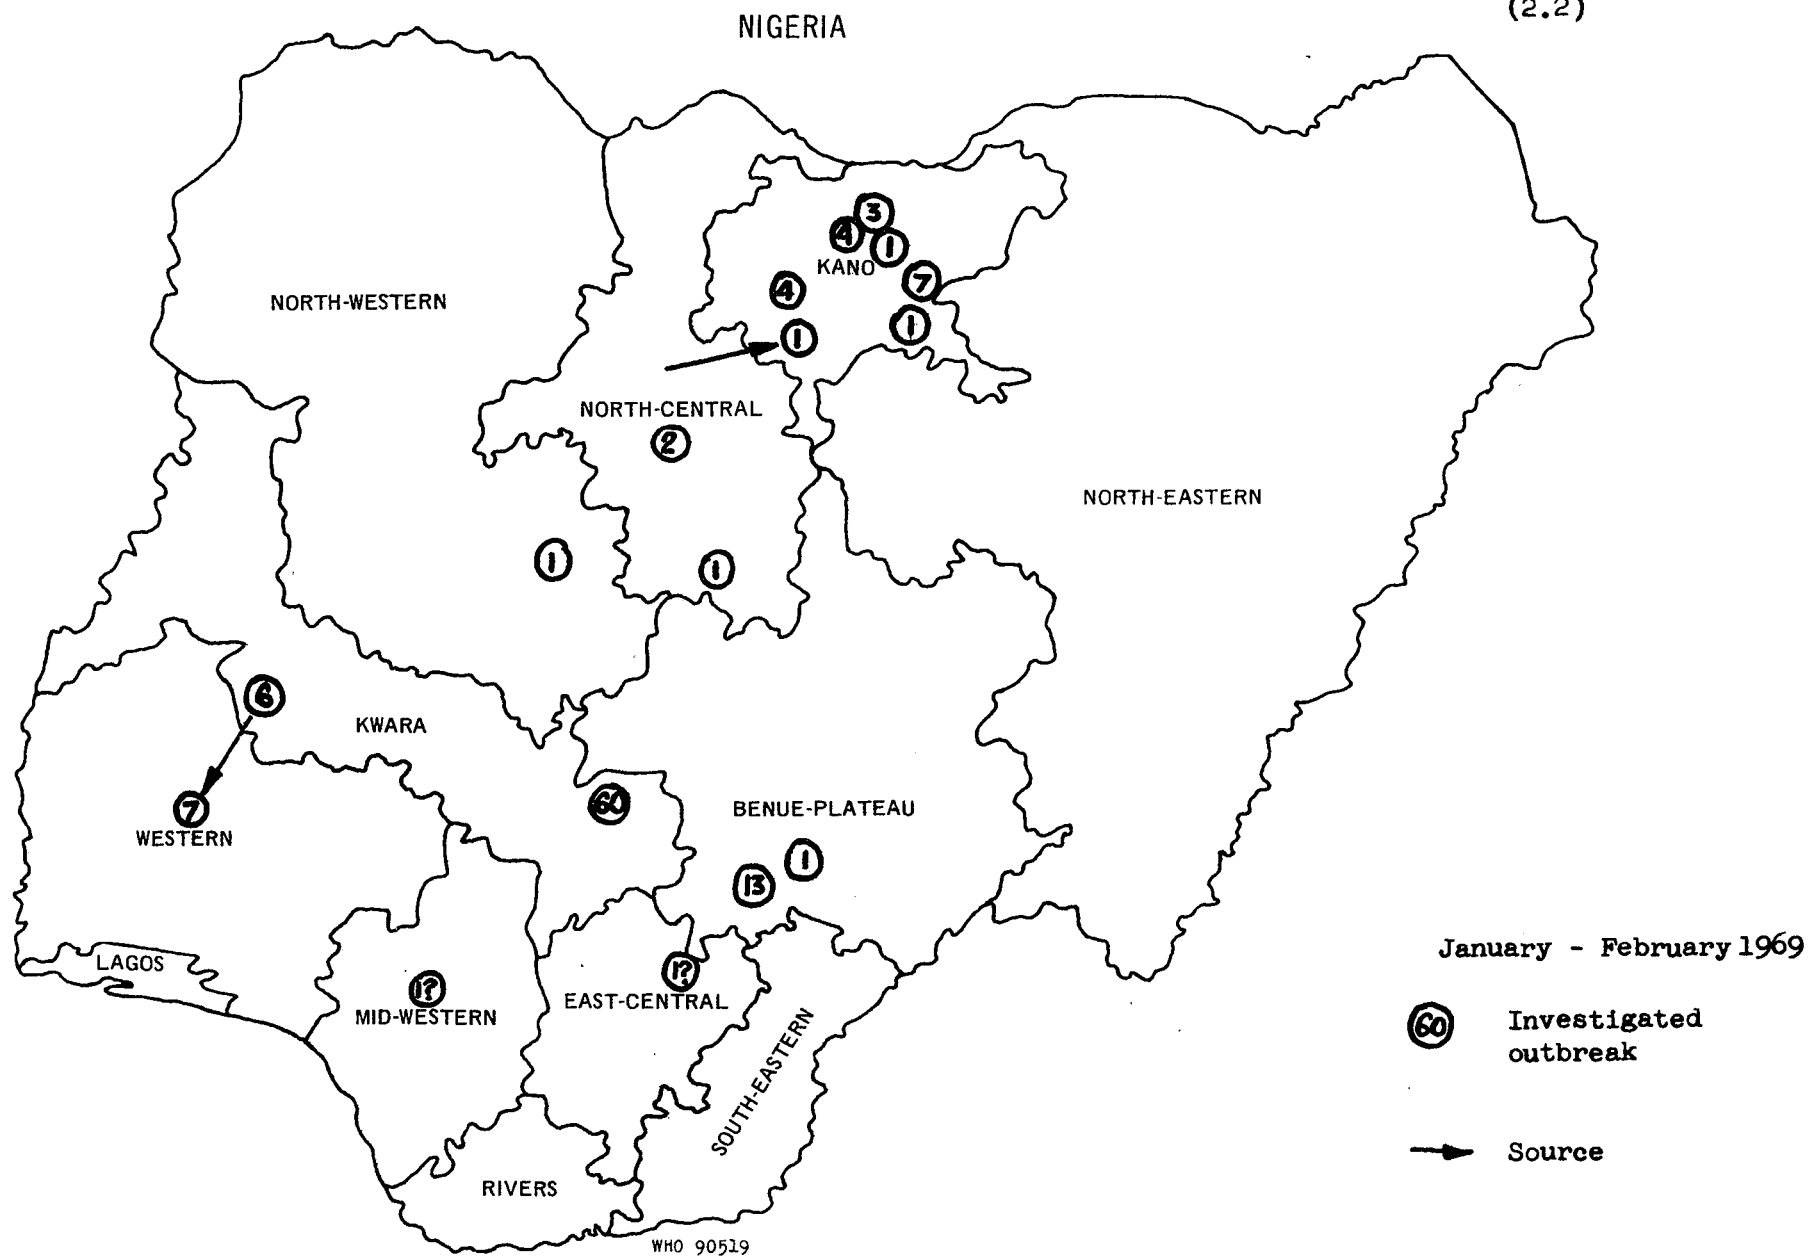 (2.2)
NIGERIA
3
4
1
KANO
7
4
NORTH-WESTERN
1
1
NORTH-CENTRAL
2
NORTH-EASTERN
1
1
6
KWARA
60
7
BENUE-PLATEAU
WESTERN
1
13
January - February 1969
LAGOS
1?
1?
EAST-CENTRAL
MID-WESTERN
60
Investigated
outbreak
SOUTH-EASTERN
Source
RIVERS
WHO 90519